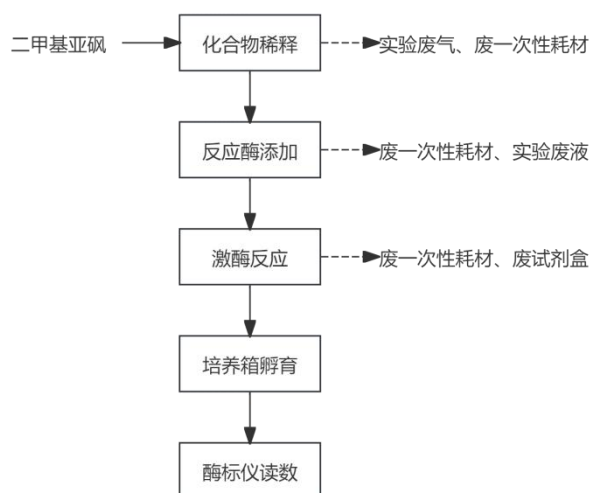 二甲基亚砜
化合物稀释
实验废气、废一次性耗材
反应酶添加
废一次性耗材、实验废液
激酶反应
废一次性耗材、废试剂盒
培养箱孵育
酶标仪读数